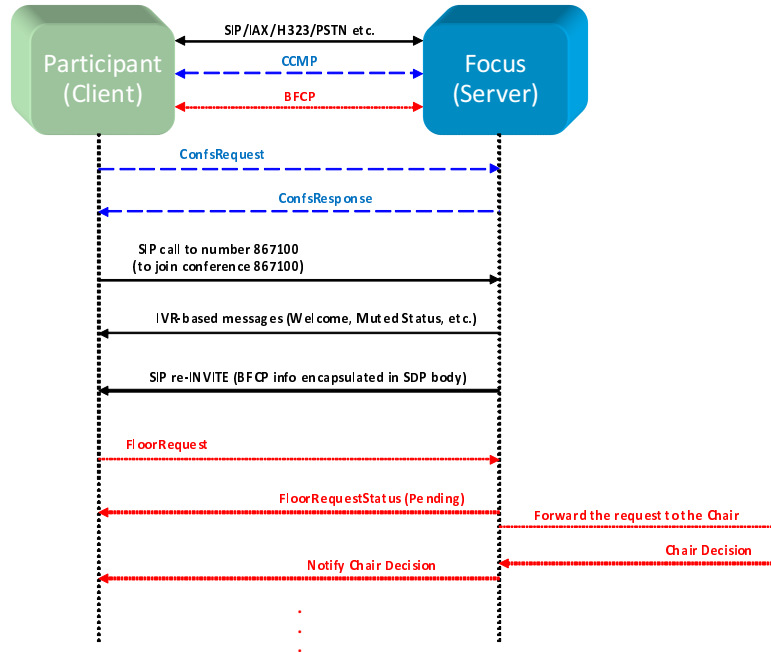 SIP/IAX/H323/PSTN etc.
Participant
(Client)
CCMP
Focus
(Server)
BFCP
ConfsRequest
ConfsResponse
SIP call to number 867100
(to join conference 867100)
IVR-based messages (Welcome, Muted Status, etc.)
SIP re-INVITE (BFCP info encapsulated in SDP body)
FloorRequest
FloorRequestStatus (Pending)
Forward the request to the Chair
Chair Decision
Notify Chair Decision